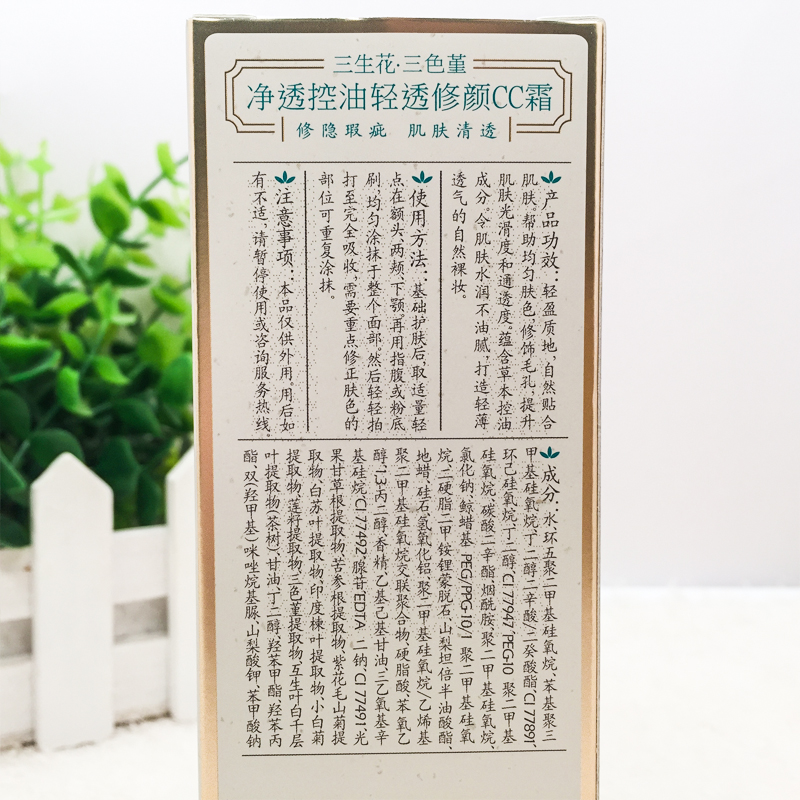 三生花·三色堇
净透控油轻透修颜CC霜
修隐瑕疵 肌肤清透
产品功效：轻盈质地，自然贴合
肌肤。帮助均匀肤色，修饰毛孔，提升
肌肤光滑度和通透度。蕴含草本控油
成分。令肌肤水润不油腻，打造轻薄
透气的自然裸妆。
使用方法：基础护肤后，取适量轻
点在额头、两颊、下颚。再用指腹或粉底
刷，均匀涂抹于整个面部。然后轻轻拍
打至完全吸收，需要重点修正肤色的
部位可重复涂抹。
注意事项：本品仅供外用。用后如
有不适，请暂停使用或咨询服务热线。
成分：水、环五聚二甲基硅氧烷、苯基聚三
甲基硅氧烷、丁二醇二辛酸/二癸酸酯、CI 77891、
环己硅氧烷、丁二醇、CI 77947、PEG-10 聚二甲基
硅氧烷、碳酸二辛酯、烟酰胺、聚二甲基硅氧烷、
氯化钠、鲸蜡基 PEG/PPG-10/1 聚二甲基硅氧
烷、二硬脂二甲铵锂蒙脱石、山梨坦倍半油酸酯、
地蜡、硅石、氢氧化铝、聚二甲基硅氧烷/乙烯基
聚二甲基硅氧烷交联聚合物、硬脂酸、苯氧乙
醇、1,3-丙二醇、香精、乙基己基甘油、三乙氧基辛
基硅烷、CI 77492、腺苷、EDTA 二钠、CI 77491、光
果甘草根提取物、苦参根提取物、紫花毛山菊提
取物、白苏叶提取物、印度楝叶提取物、小白菊
提取物、莲籽提取物、三色堇提取物、互生叶白千层
叶提取物(茶树)、甘油、丁二醇、羟苯甲酯、羟苯丙
酯、双(羟甲基)咪唑烷基脲、山梨酸钾、苯甲酸钠